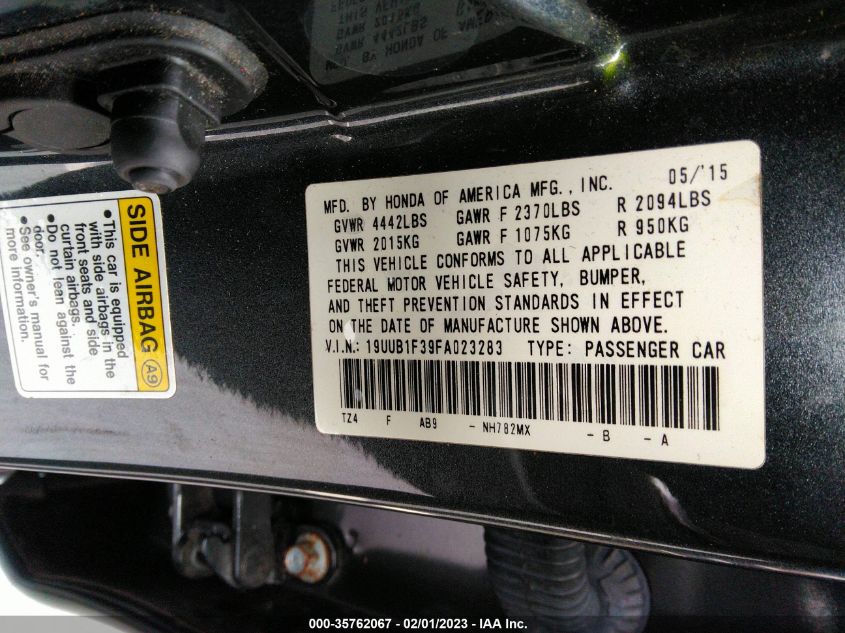 MFD. BY HONDA OF AMERICA MFG., INC. 05/'15
GVWR 4442LBS GAWR F 2370LBS R 2094LBS
GVWR 2015KG GAWR F 1075KG R 950KG
THIS VEHICLE CONFORMS TO ALL APPLICABLE
FEDERAL MOTOR VEHICLE SAFETY, BUMPER,
AND THEFT PREVENTION STANDARDS IN EFFECT
ON THE DATE OF MANUFACTURE SHOWN ABOVE.
V.I.N.: 19UUB1F39FA023283 TYPE: PASSENGER CAR
TZ4 F AB9 - NH782MX - B - A
SIDE AIRBAG A9
•This car is equipped
with side airbags in the
front seats and side
curtain airbags.
•Do not lean against the
door.
•See owner's manual for
more information.
000-35762067 - 02/01/2023 - IAA Inc.